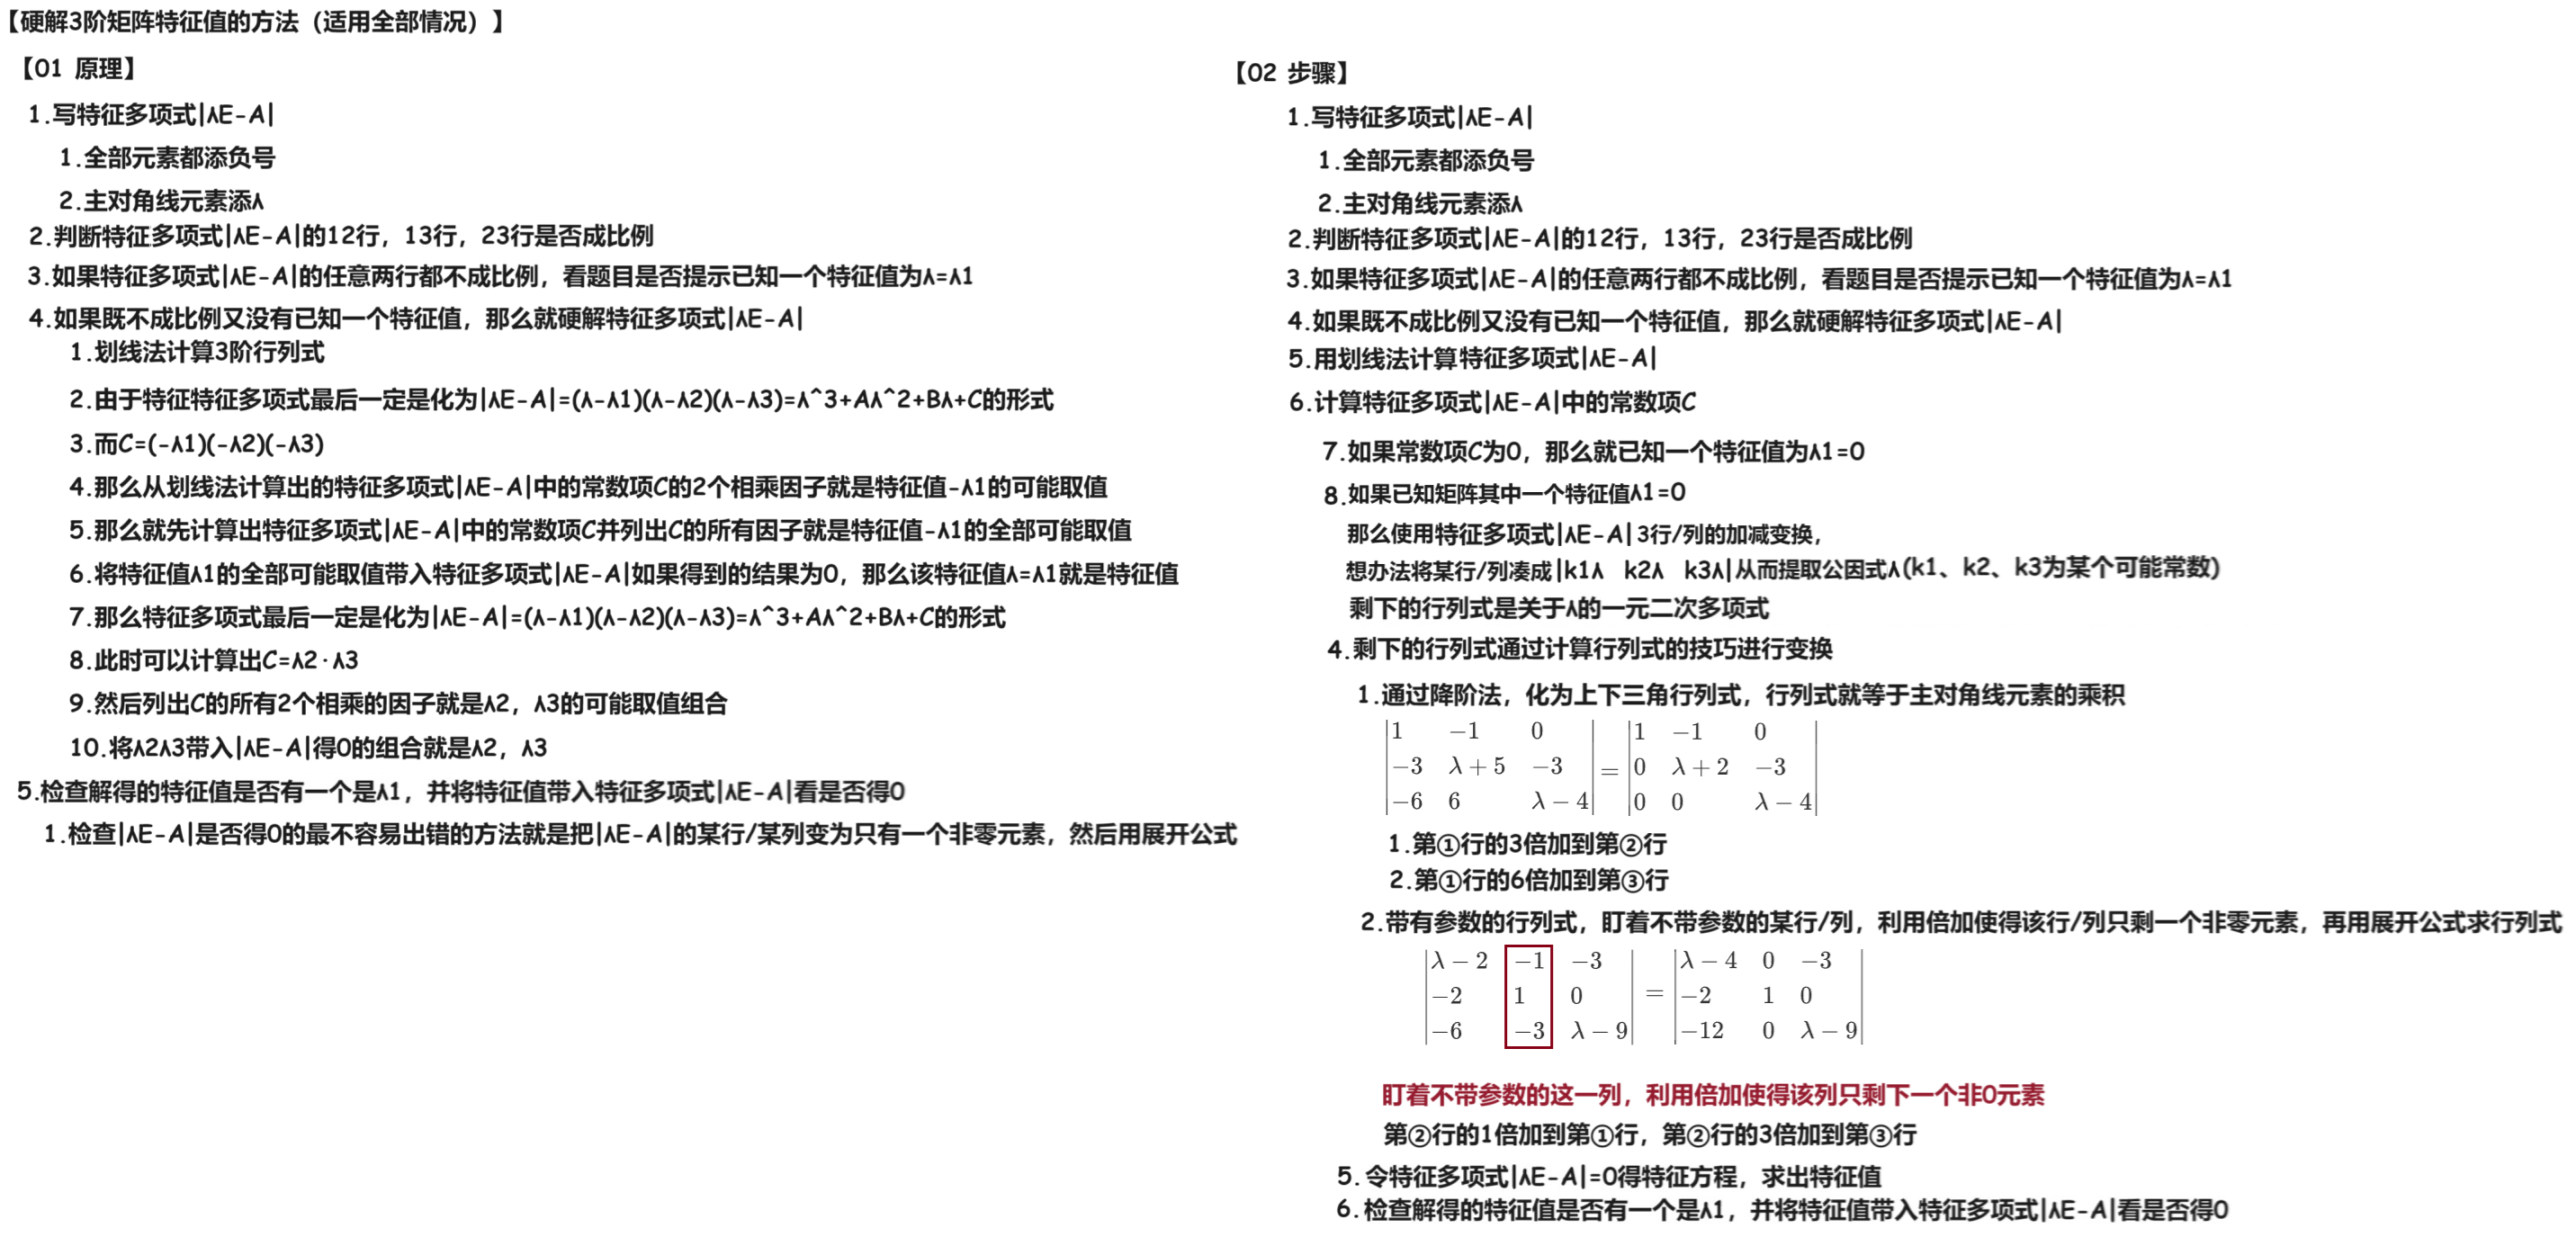 【硬解3阶矩阵特征值的方法（适用全部情况）】
【01 原理】
1.写特征多项式|λE-A|
1.全部元素都添负号
2.主对角线元素添λ
2.判断特征多项式|λE-A|的12行，13行，23行是否成比例
3.如果特征多项式|λE-A|的任意两行都不成比例，看题目是否提示已知一个特征值为λ=λ1
4.如果既不成比例又没有已知一个特征值，那么就硬解特征多项式|λE-A|
1.划线法计算3阶行列式
2.由于特征特征多项式最后一定是化为|λE-A|=(λ-λ1)(λ-λ2)(λ-λ3)=λ^3+Aλ^2+Bλ+C的形式
3.而C=(-λ1)(-λ2)(-λ3)
4.那么从划线法计算出的特征多项式|λE-A|中的常数项C的2个相乘因子就是特征值-λ1的可能取值
5.那么就先计算出特征多项式|λE-A|中的常数项C并列出C的所有因子就是特征值-λ1的全部可能取值
6.将特征值λ1的全部可能取值带入特征多项式|λE-A|如果得到的结果为0，那么该特征值λ=λ1就是特征值
7.那么特征多项式最后一定是化为|λE-A|=(λ-λ1)(λ-λ2)(λ-λ3)=λ^3+Aλ^2+Bλ+C的形式
8.此时可以计算出C=λ2·λ3
9.然后列出C的所有2个相乘的因子就是λ2，λ3的可能取值组合
10.将λ2λ3带入|λE-A|得0的组合就是λ2，λ3
5.检查解得的特征值是否有一个是λ1，并将特征值带入特征多项式|λE-A|看是否得0
1.检查|λE-A|是否得0的最不容易出错的方法就是把|λE-A|的某行/某列变为只有一个非零元素，然后用展开公式
【02 步骤】
1.写特征多项式|λE-A|
1.全部元素都添负号
2.主对角线元素添λ
2.判断特征多项式|λE-A|的12行，13行，23行是否成比例
3.如果特征多项式|λE-A|的任意两行都不成比例，看题目是否提示已知一个特征值为λ=λ1
4.如果既不成比例又没有已知一个特征值，那么就硬解特征多项式|λE-A|
5.用划线法计算特征多项式|λE-A|
6.计算特征多项式|λE-A|中的常数项C
7.如果常数项C为0，那么就已知一个特征值为λ1=0
8.如果已知矩阵其中一个特征值λ1=0
那么使用特征多项式|λE-A|3行/列的加减变换，
想办法将某行/列凑成|k1λ k2λ k3λ|从而提取公因式λ(k1、k2、k3为某个可能常数)
剩下的行列式是关于λ的一元二次多项式
4.剩下的行列式通过计算行列式的技巧进行变换
1.通过降阶法，化为上下三角行列式，行列式就等于主对角线元素的乘积
|1 −1 0| |1 −1 0|
|−3 λ+5 −3| = |0 λ+2 −3|
|−6 6 λ−4| |0 0 λ−4|
1.第①行的3倍加到第②行
2.第①行的6倍加到第③行
2.带有参数的行列式，盯着不带参数的某行/列，利用倍加使得该行/列只剩一个非零元素，再用展开公式求行列式
|λ−2 −1 −3| |λ−4 0 −3|
|−2 1 0| = |−2 1 0|
|−6 −3 λ−9| |−12 0 λ−9|
盯着不带参数的这一列，利用倍加使得该列只剩下一个非0元素
第②行的1倍加到第①行，第②行的3倍加到第③行
5.令特征多项式|λE-A|=0得特征方程，求出特征值
6.检查解得的特征值是否有一个是λ1，并将特征值带入特征多项式|λE-A|看是否得0